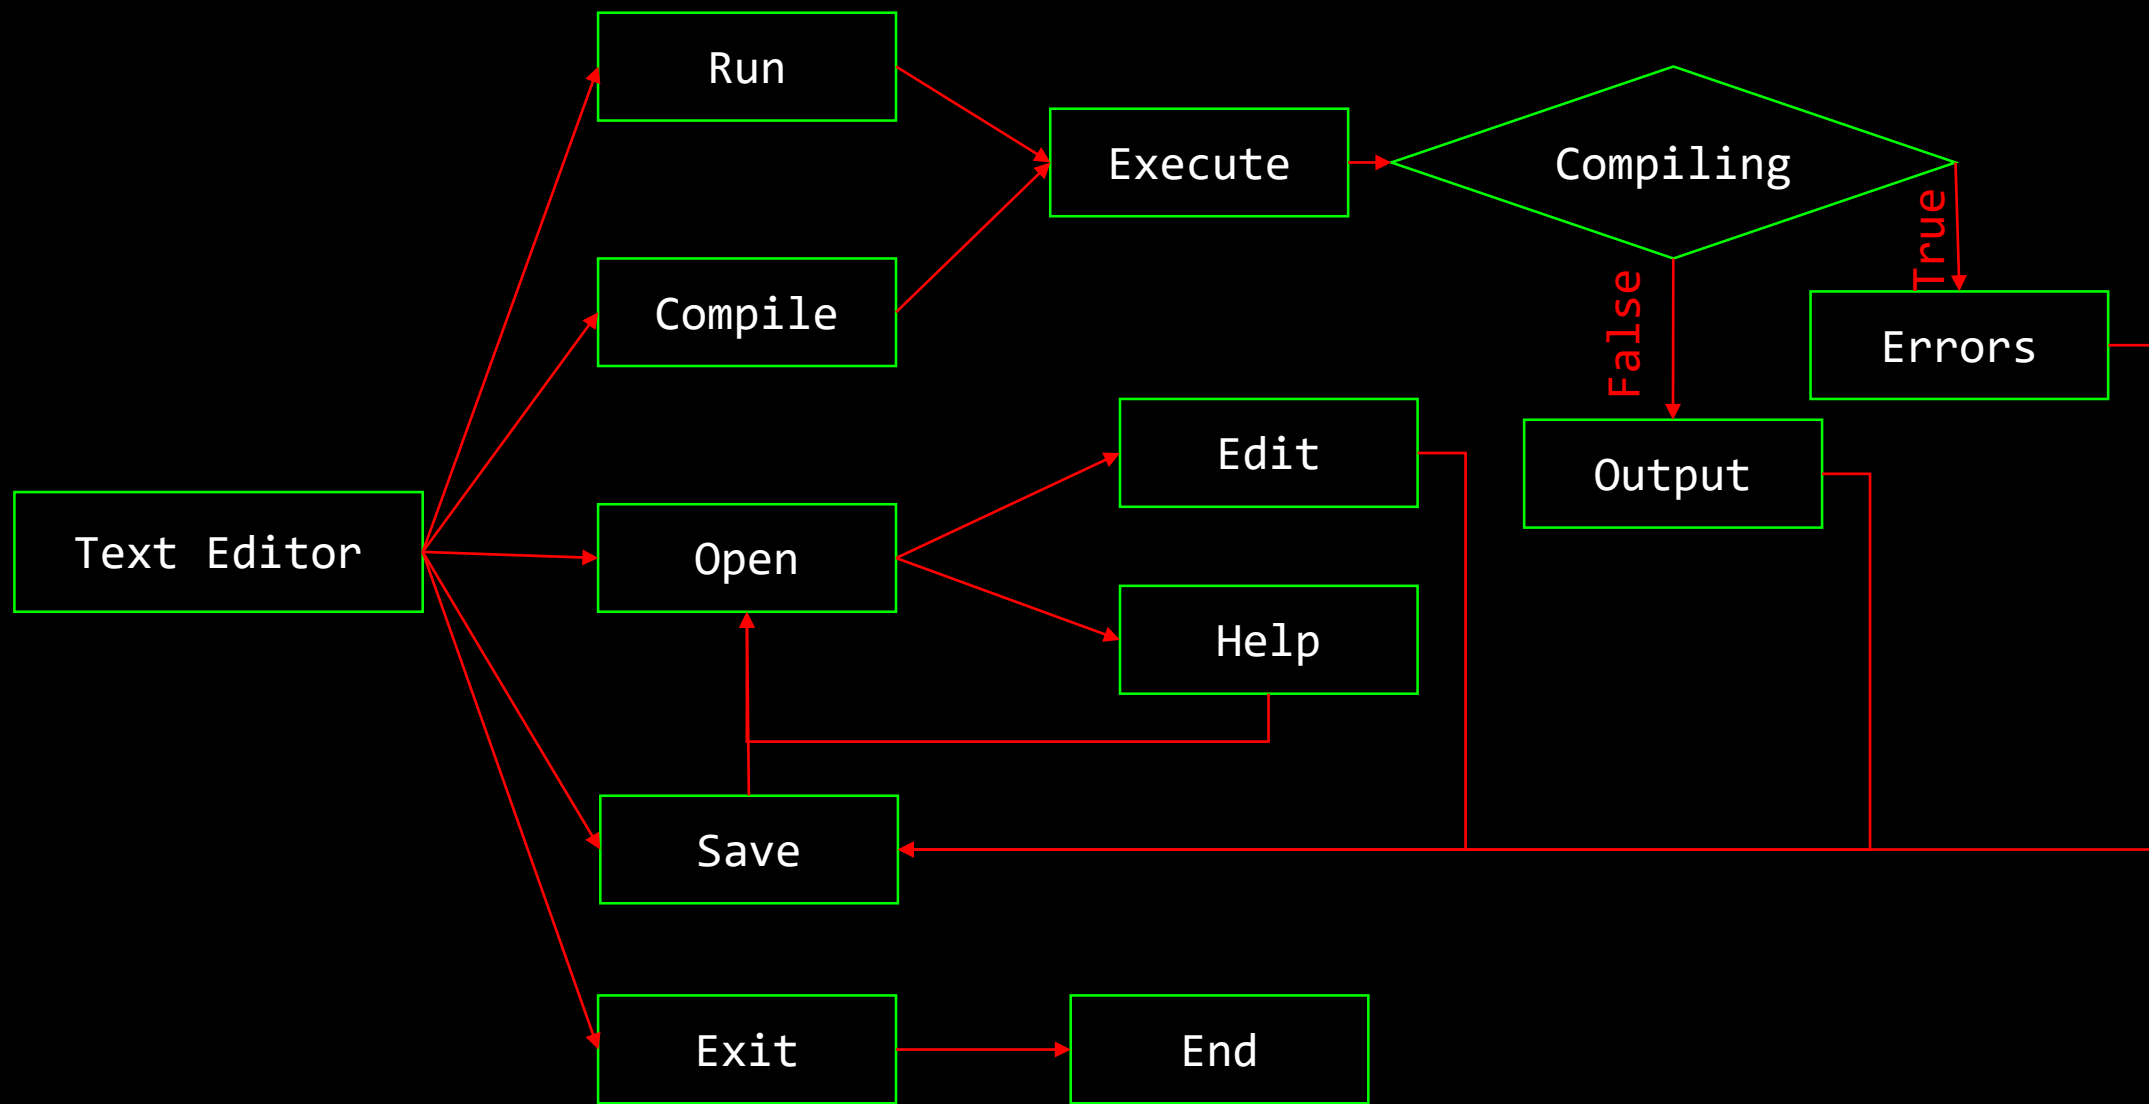 Run
Execute
Compiling
True
False
Compile
Errors
Edit
Output
Text Editor
Open
Help
Save
Exit
End